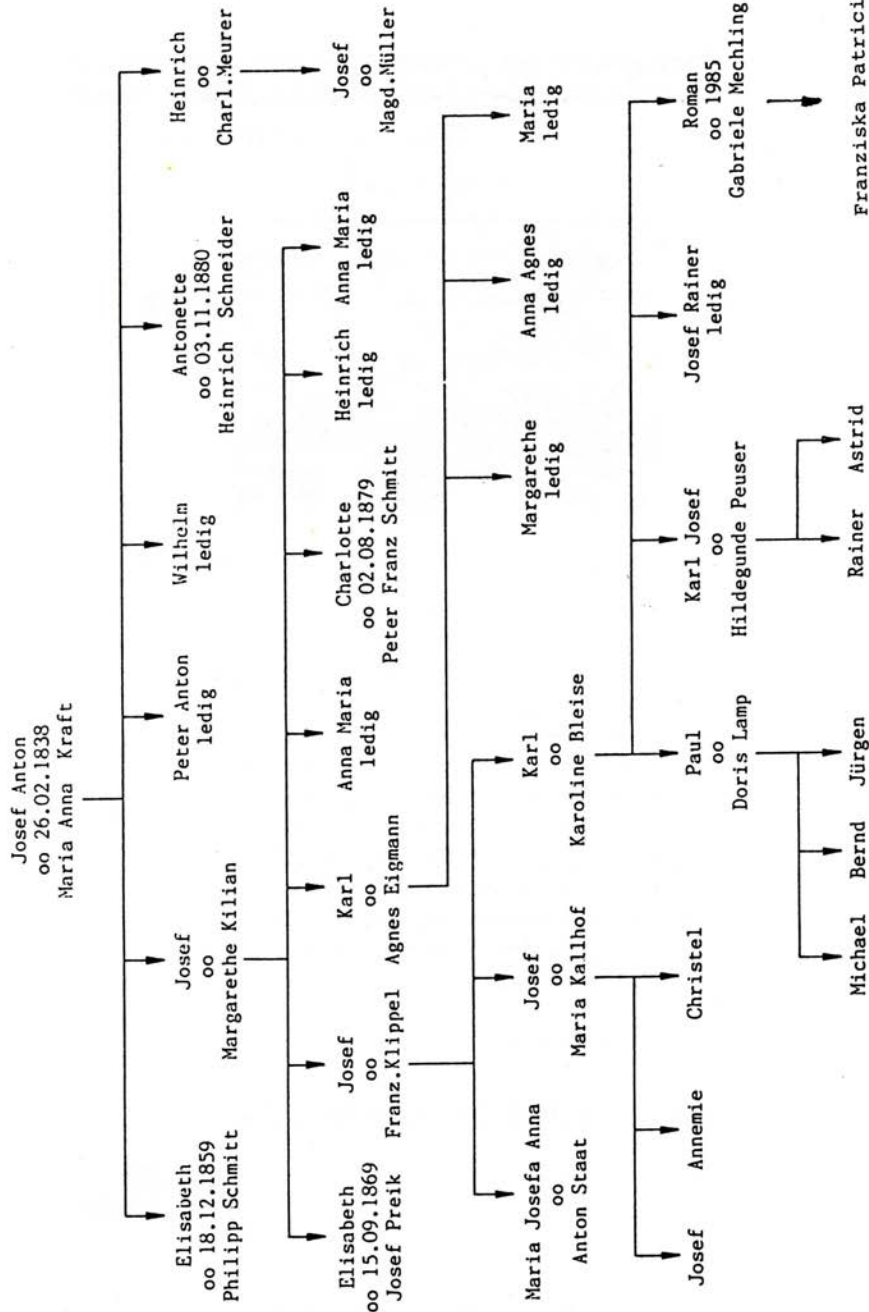 Josef Anton
oo 26.02.1838
Maria Anna Kraft
Elisabeth
oo 18.12.1859
Philipp Schmitt
Josef
oo
Margarethe Kilian
Peter Anton
ledig
Wilhelm
ledig
Antonette
oo 03.11.1880
Heinrich Schneider
Heinrich
oo
Charl.Meurer
Elisabeth
oo 15.09.1869
Josef Preik
Josef
oo
Franz.Klippel
Karl
oo
Agnes Eigmann
Anna Maria
ledig
Charlotte
oo 02.08.1879
Peter Franz Schmitt
Heinrich
ledig
Anna Maria
ledig
Josef
oo
Magd.Müller
Maria Josefa Anna
oo
Anton Staat
Josef
oo
Maria Kallhof
Karl
oo
Karoline Bleise
Margarethe
ledig
Anna Agnes
ledig
Maria
ledig
Josef
Annemie
Christel
Paul
oo
Doris Lamp
Karl Josef
oo
Hildegunde Peuser
Josef Rainer
ledig
Roman
oo 1985
Gabriele Mechling
Michael
Bernd
Jürgen
Rainer
Astrid
Franziska